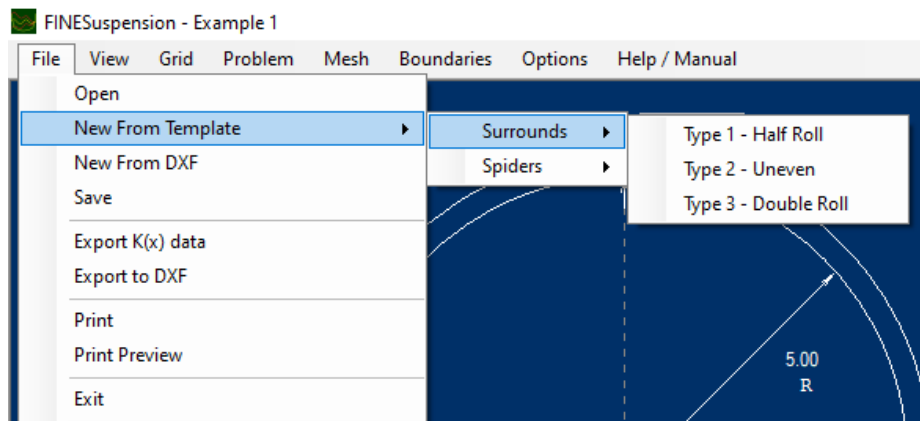 FINESuspension - Example 1
File View Grid Problem Mesh Boundaries Options Help / Manual
Open
New From Template
New From DXF
Save
Export K(x) data
Export to DXF
Print
Print Preview
Exit
Surrounds
Spiders
Type 1 - Half Roll
Type 2 - Uneven
Type 3 - Double Roll
5.00
R